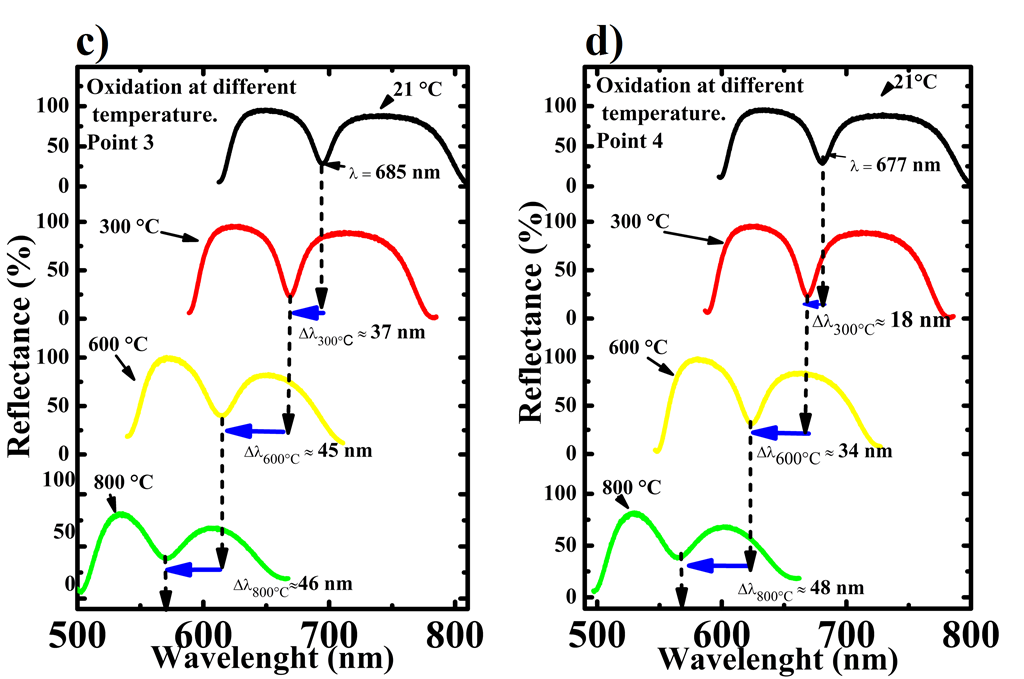 c)
Oxidation at different
temperature.
Point 3
21 °C
λ = 685 nm
300 °C
Δλ300°C ≈ 37 nm
600 °C
Δλ600°C ≈ 45 nm
800 °C
Δλ800°C ≈46 nm
100
50
0
100
50
0
100
50
0
100
50
0
Reflectance (%)
500 600 700 800
Wavelenght (nm)
d)
Oxidation at different
temperature.
Point 4
21°C
λ = 677 nm
300 °C
Δλ300°C ≈ 18 nm
600 °C
Δλ600°C ≈ 34 nm
800 °C
Δλ800°C ≈ 48 nm
100
50
0
100
50
0
100
50
0
100
50
0
Reflectance (%)
500 600 700 800
Wavelenght (nm)